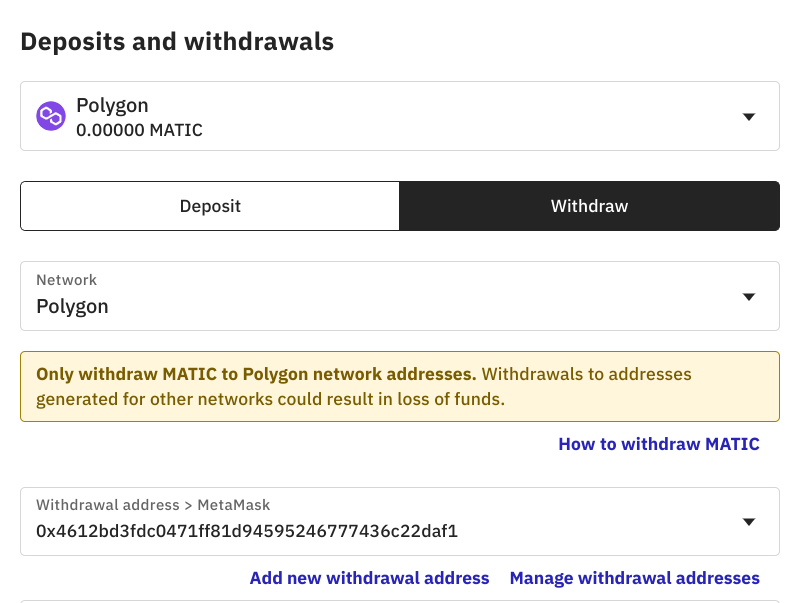 Deposits and withdrawals
Polygon
0.00000 MATIC
Deposit
Withdraw
Network
Polygon
Only withdraw MATIC to Polygon network addresses. Withdrawals to addresses
generated for other networks could result in loss of funds.
How to withdraw MATIC
Withdrawal address > MetaMask
0x4612bd3fdc0471ff81d94595246777436c22daf1
Add new withdrawal address
Manage withdrawal addresses